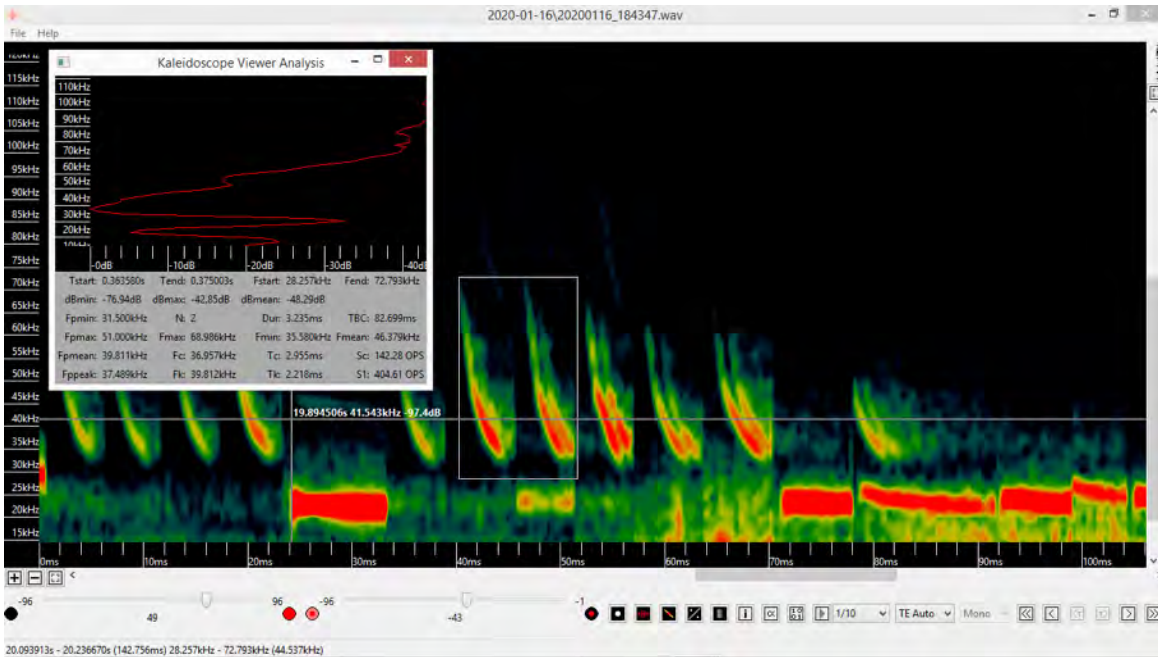 2020-01-16\20200116_184347.wav
File Help
Kaleidoscope Viewer Analysis
115kHz
110kHz
105kHz
100kHz
95kHz
90kHz
85kHz
80kHz
75kHz
70kHz
65kHz
60kHz
55kHz
50kHz
45kHz
40kHz
35kHz
30kHz
25kHz
20kHz
15kHz
110kHz
100kHz
90kHz
80kHz
70kHz
60kHz
50kHz
40kHz
30kHz
20kHz
-0dB -10dB -20dB -30dB -40dB
Tstart: 0.363580s Tend: 0.375003s Fstart: 28.257kHz Fend: 72.793kHz
dBmin: -76.94dB dBmax: -42.85dB dBmean: -48.29dB
Fpmin: 31.500kHz N: 2 Dur: 3.235ms TBC: 82.699ms
Fpmax: 51.000kHz Fmax: 68.986kHz Fmin: 35.580kHz Fmean: 46.379kHz
Fpmean: 39.811kHz Fc: 36.957kHz Tc: 2.955ms Sc: 142.28 OPS
Fppeak: 37.489kHz Fk: 39.812kHz Tk: 2.218ms S1: 404.61 OPS
19.894506s 41.543kHz -97.4dB
0ms 10ms 20ms 30ms 40ms 50ms 60ms 70ms 80ms 90ms 100ms
-96 96 -96 -1
49 -43
1/10 TE Auto Mono
20.093913s - 20.236670s (142.756ms) 28.257kHz - 72.793kHz (44.537kHz)